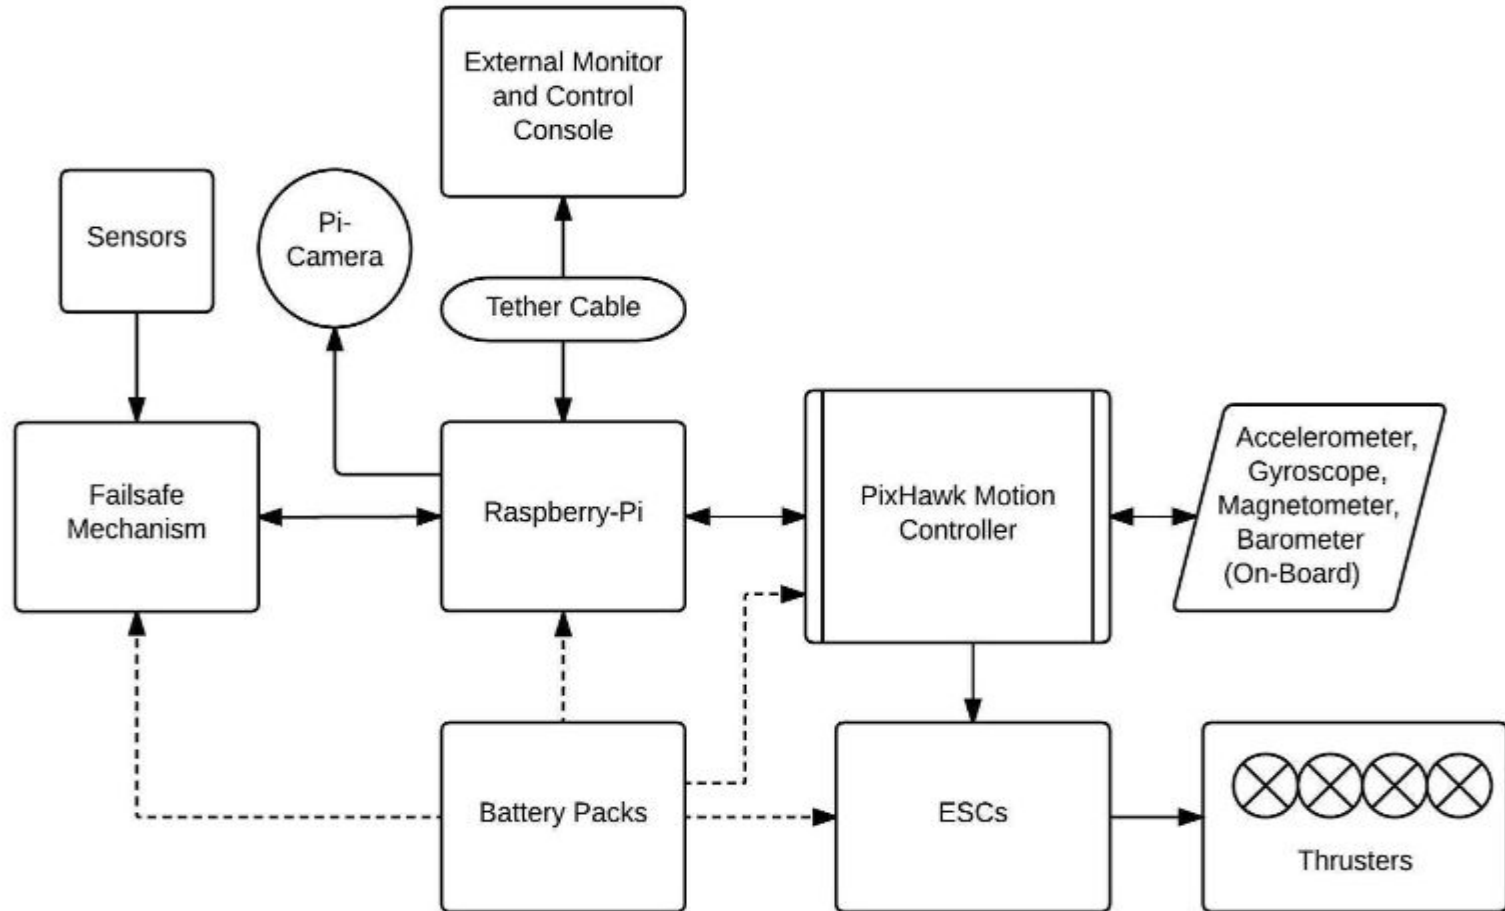 External Monitor
and Control
Console
Sensors
Pi-
Camera
Tether Cable
Failsafe
Mechanism
Raspberry-Pi
PixHawk Motion
Controller
Accelerometer,
Gyroscope,
Magnetometer,
Barometer
(On-Board)
Battery Packs
ESCs
Thrusters